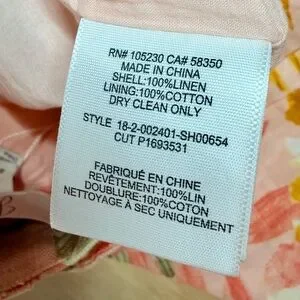 RN# 105230 CA# 58350
MADE IN CHINA
SHELL:100%LINEN
LINING:100%COTTON
DRY CLEAN ONLY
STYLE 18-2-002401-SH00654
CUT P1693531
FABRIQUÉ EN CHINE
REVÊTEMENT:100%LIN
DOUBLURE:100%COTON
NETTOYAGE À SEC UNIQUEMENT